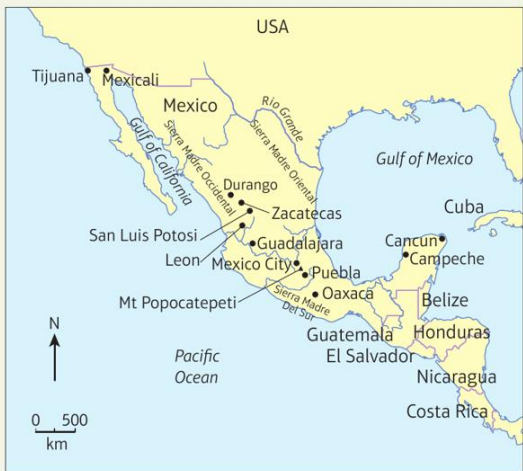 USA
Tijuana
Mexicali
Mexico
Rio Grande
Gulf of California
Sierra Madre Occidental
Sierra Madre Oriental
Gulf of Mexico
Durango
Cuba
Zacatecas
San Luis Potosi
Cancun
Leon
Guadalajara
Campeche
Mexico City
Puebla
Mt Popocatepeti
Oaxaca
Belize
Sierra Madre
Del Sur
Guatemala
Honduras
El Salvador
N
Pacific
Ocean
Nicaragua
Costa Rica
0 500
km